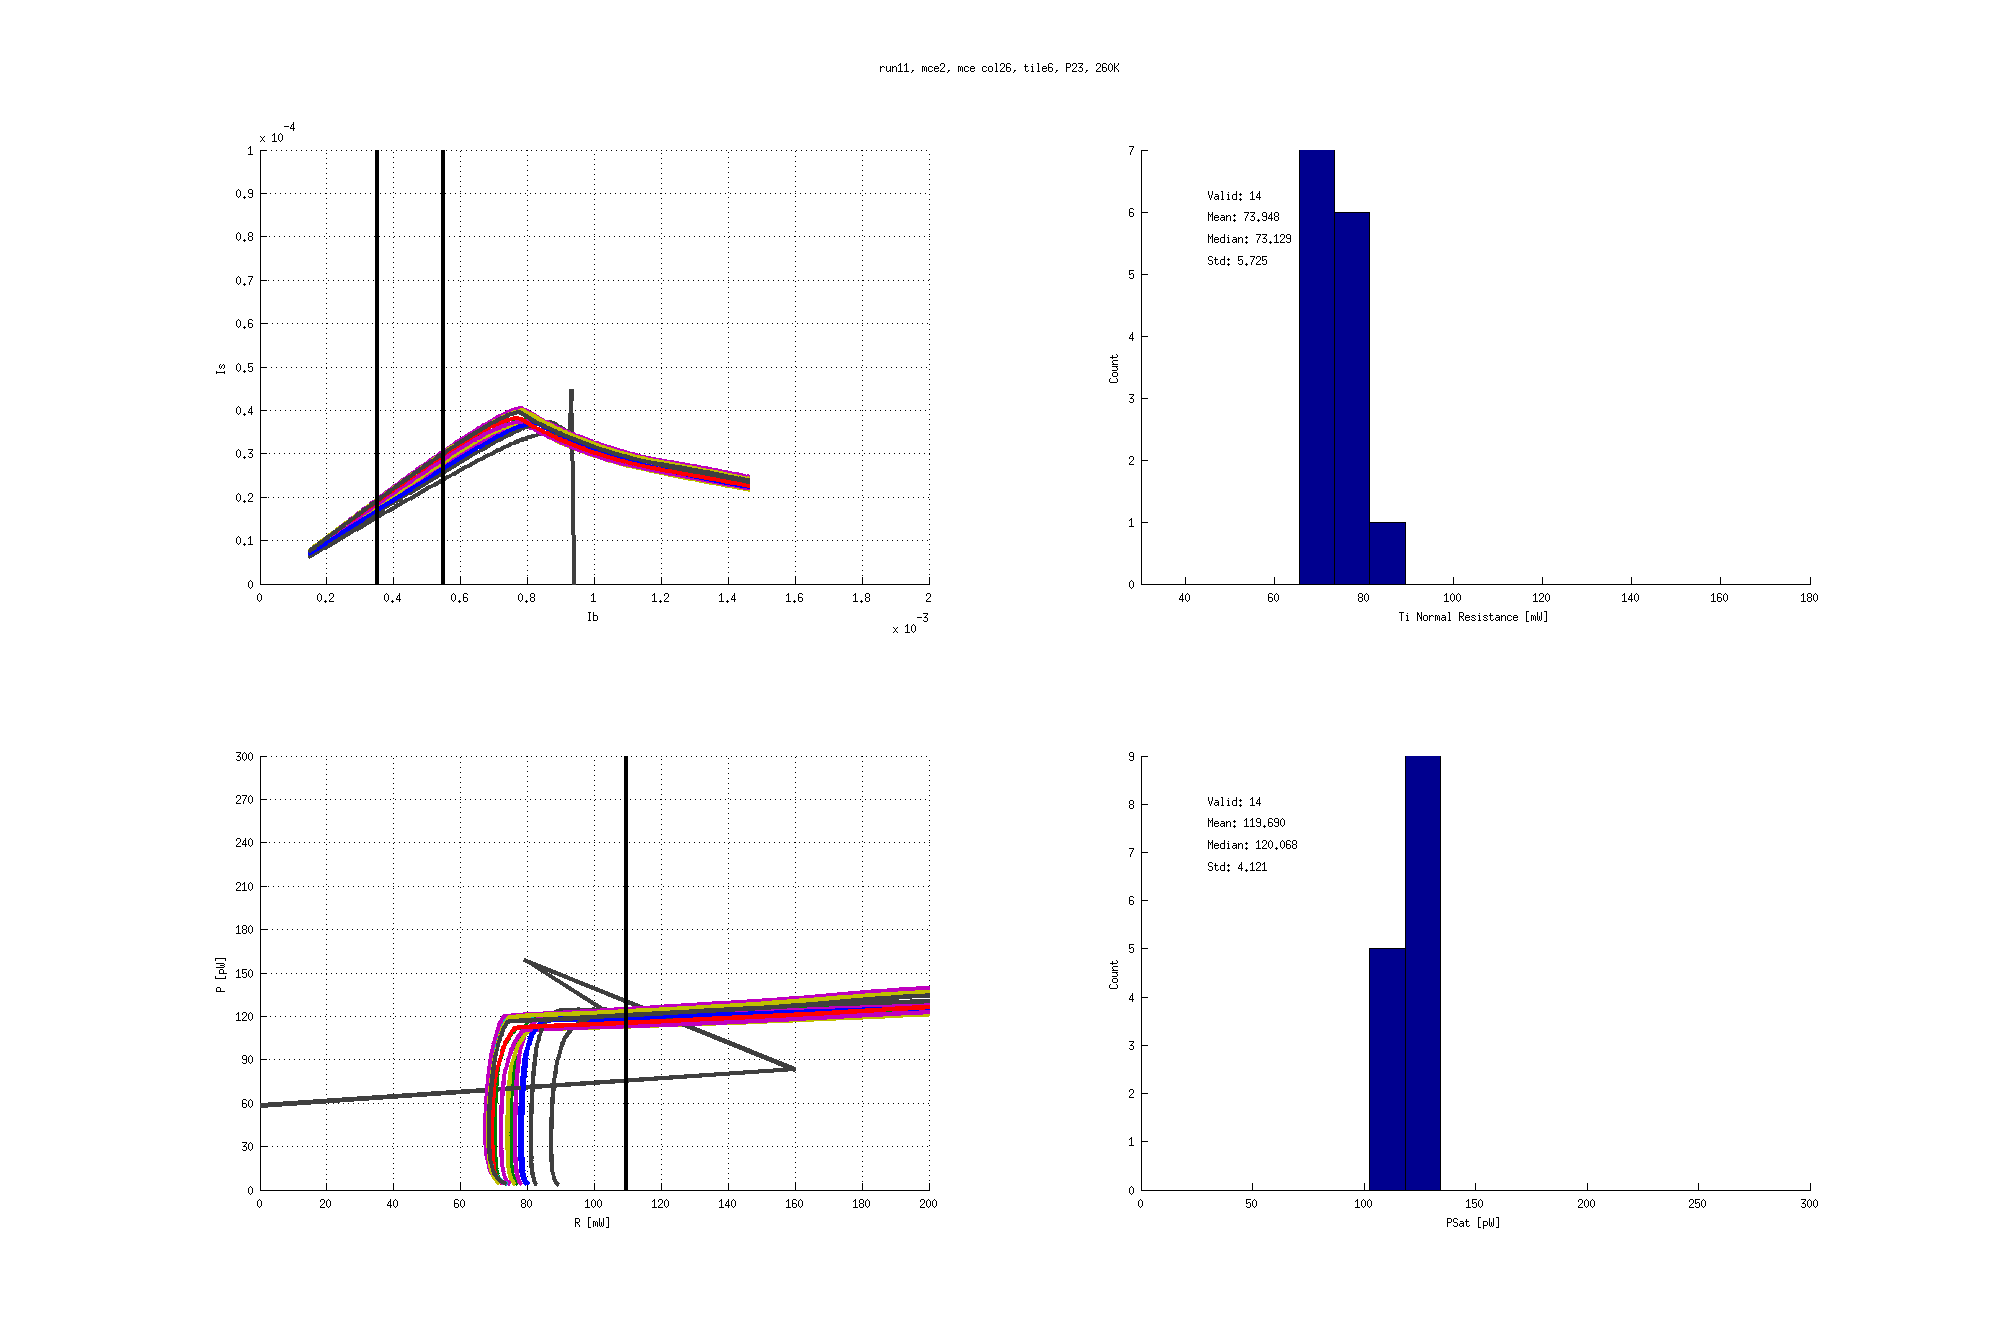 run11, mce2, mce col26, tile6, P23, 260K
x 10 -4
1
0.9
0.8
0.7
0.6
0.5
0.4
0.3
0.2
0.1
0
Is
0 0.2 0.4 0.6 0.8 1 1.2 1.4 1.6 1.8 2
Ib
x 10 -3
7
6
5
4
3
2
1
0
Count
Valid: 14
Mean: 73.948
Median: 73.129
Std: 5.725
40 60 80 100 120 140 160 180
Ti Normal Resistance [mW]
300
270
240
210
180
150
120
90
60
30
0
P [pW]
0 20 40 60 80 100 120 140 160 180 200
R [mW]
9
8
7
6
5
4
3
2
1
0
Count
Valid: 14
Mean: 119.690
Median: 120.068
Std: 4.121
0 50 100 150 200 250 300
PSat [pW]